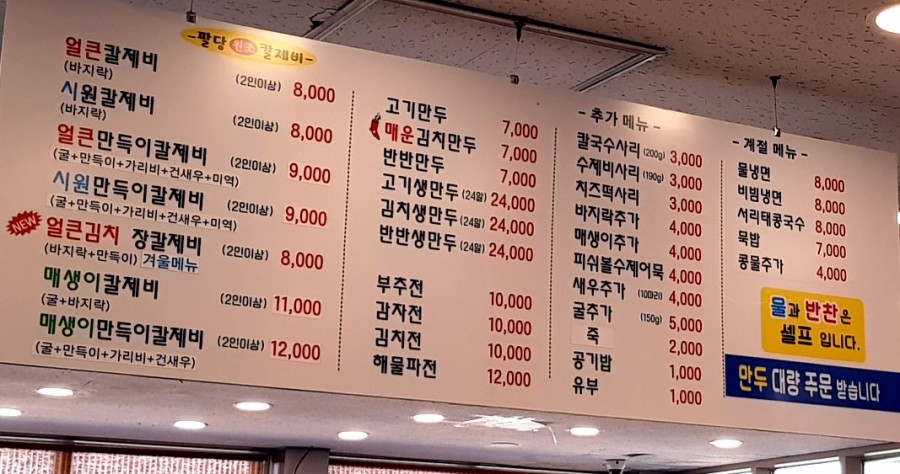 -팔당 원조 칼제비-
얼큰칼제비 (2인이상) 8,000
(바지락)
시원칼제비 (2인이상) 8,000
(바지락)
얼큰만득이칼제비 (2인이상) 9,000
(굴+만득이+가리비+건새우+미역)
시원만득이칼제비 (2인이상) 9,000
(굴+만득이+가리비+건새우+미역)
NEW 얼큰김치 장칼제비 (2인이상) 8,000
(바지락+만득이) 겨울메뉴
매생이칼제비 (2인이상) 11,000
(굴+바지락)
매생이만득이칼제비 (2인이상) 12,000
(굴+만득이+가리비+건새우)
고기만두 7,000
매운김치만두 7,000
반반만두 7,000
고기생만두 (24알) 24,000
김치생만두 (24알) 24,000
반반생만두 (24알) 24,000
부추전 10,000
감자전 10,000
김치전 10,000
해물파전 12,000
- 추가 메뉴 -
칼국수사리 (200g) 3,000
수제비사리 (190g) 3,000
치즈떡사리 3,000
바지락추가 4,000
매생이추가 4,000
피쉬볼수제어묵 4,000
새우추가 (10마리) 4,000
굴추가 (150g) 5,000
죽 2,000
공기밥 1,000
유부 1,000
- 계절 메뉴 -
물냉면 8,000
비빔냉면 8,000
서리태콩국수 8,000
묵밥 7,000
콩물추가 4,000
물과 반찬은
셀프 입니다.
만두 대량 주문 받습니다